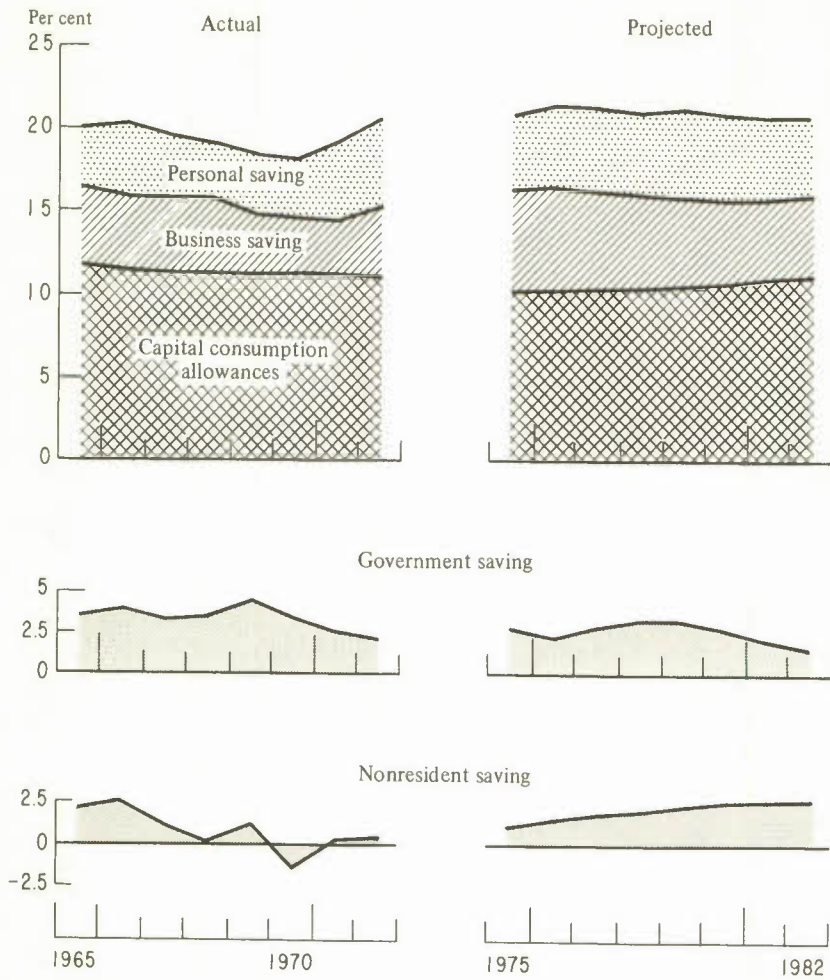 Per cent
Actual
Projected
25
20
15
10
5
0
Personal saving
Business saving
Capital consumption
allowances
Government saving
5
2.5
0
Nonresident saving
2.5
0
-2.5
1965
1970
1975
1982